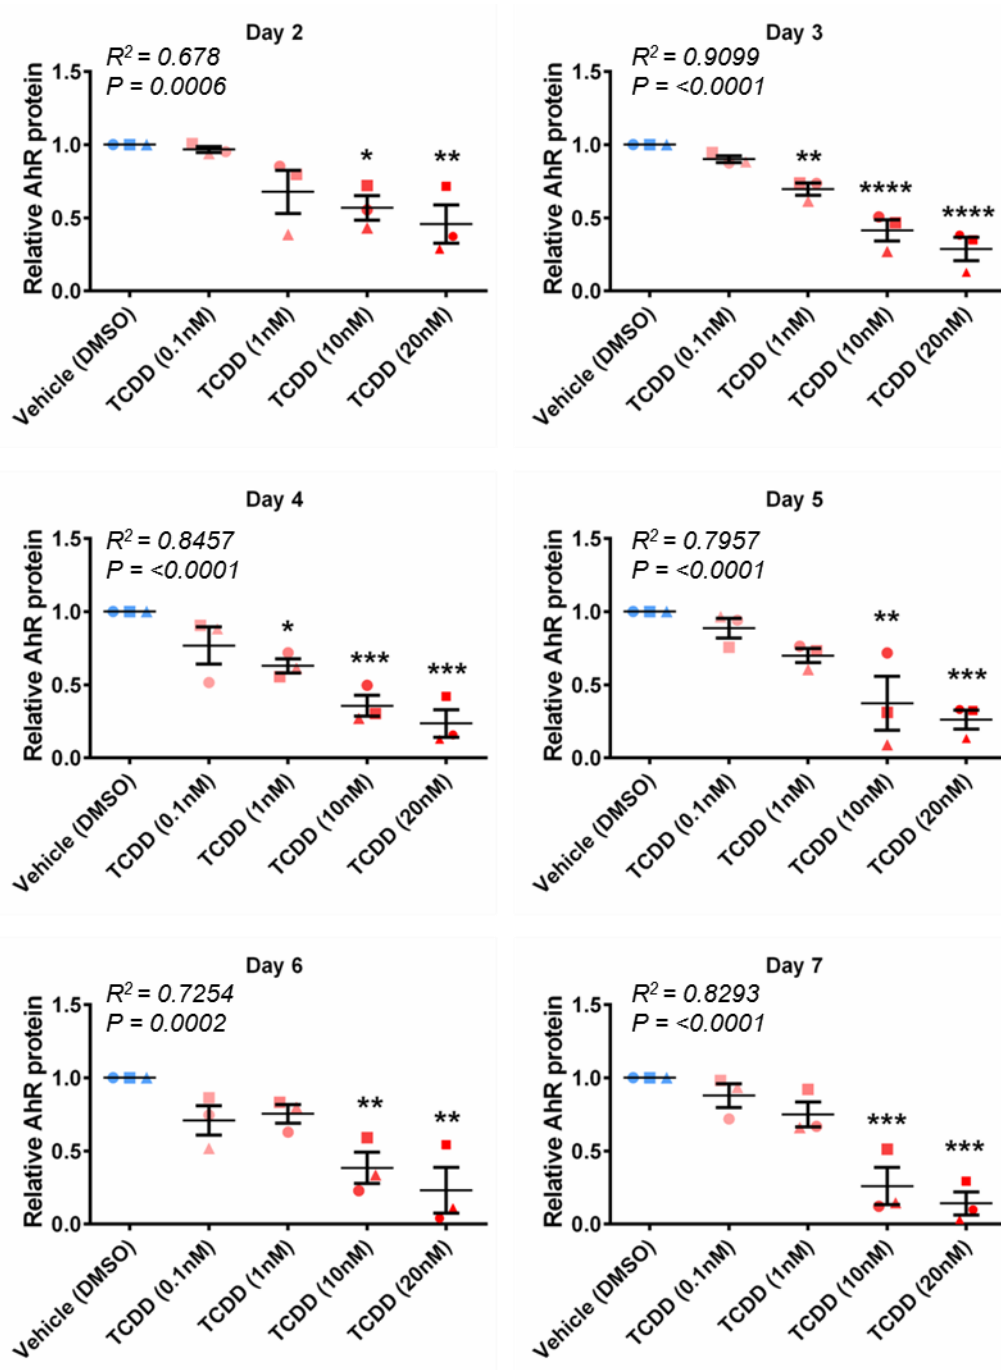 Day 2
R² = 0.678
P = 0.0006
Relative AhR protein
1.5
1.0
0.5
0.0
*
**
Vehicle (DMSO)
TCDD (0.1nM)
TCDD (1nM)
TCDD (10nM)
TCDD (20nM)
Day 3
R² = 0.9099
P = <0.0001
Relative AhR protein
1.5
1.0
0.5
0.0
**
****
****
Vehicle (DMSO)
TCDD (0.1nM)
TCDD (1nM)
TCDD (10nM)
TCDD (20nM)
Day 4
R² = 0.8457
P = <0.0001
Relative AhR protein
1.5
1.0
0.5
0.0
*
***
***
Vehicle (DMSO)
TCDD (0.1nM)
TCDD (1nM)
TCDD (10nM)
TCDD (20nM)
Day 5
R² = 0.7957
P = <0.0001
Relative AhR protein
1.5
1.0
0.5
0.0
**
***
Vehicle (DMSO)
TCDD (0.1nM)
TCDD (1nM)
TCDD (10nM)
TCDD (20nM)
Day 6
R² = 0.7254
P = 0.0002
Relative AhR protein
1.5
1.0
0.5
0.0
**
**
Vehicle (DMSO)
TCDD (0.1nM)
TCDD (1nM)
TCDD (10nM)
TCDD (20nM)
Day 7
R² = 0.8293
P = <0.0001
Relative AhR protein
1.5
1.0
0.5
0.0
***
***
Vehicle (DMSO)
TCDD (0.1nM)
TCDD (1nM)
TCDD (10nM)
TCDD (20nM)